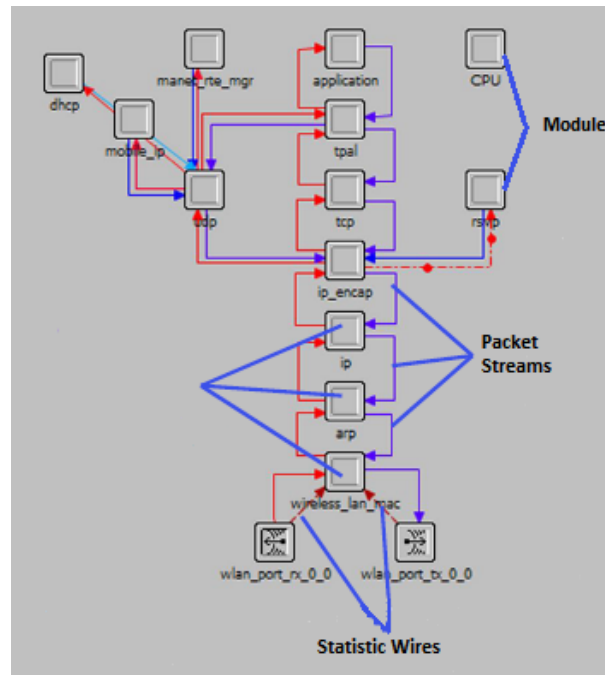 manet_rte_mgr
application
CPU
dhcp
Module
mobile_ip
tpal
udp
tcp
rsvp
ip_encap
Packet
Streams
ip
arp
wireless_lan_mac
wlan_port_rx_0_0
wlan_port_tx_0_0
Statistic Wires